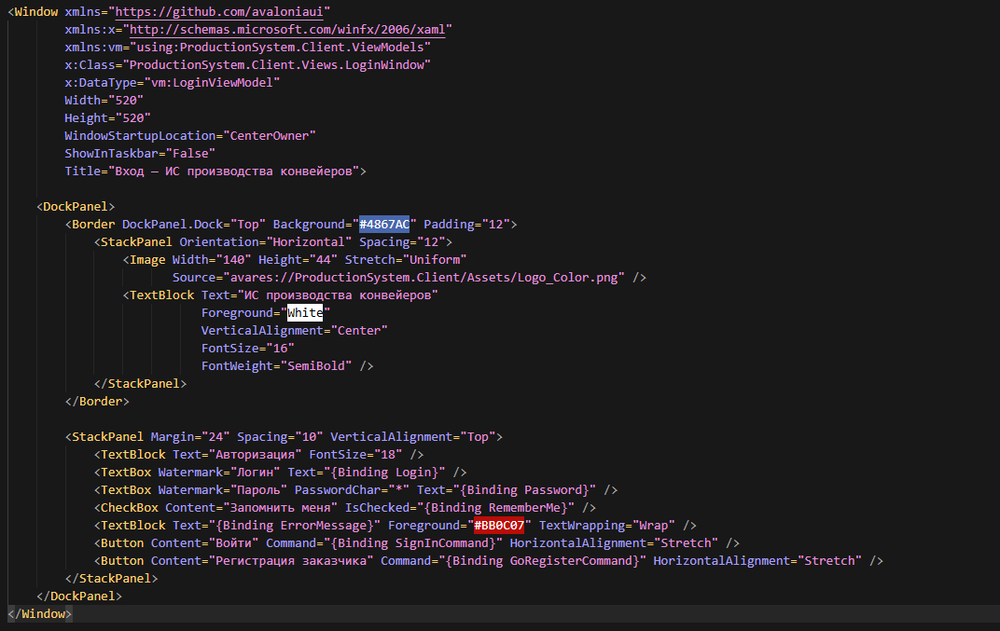 <Window xmlns="https://github.com/avaloniaui"
        xmlns:x="http://schemas.microsoft.com/winfx/2006/xaml"
        xmlns:vm="using:ProductionSystem.Client.ViewModels"
        x:Class="ProductionSystem.Client.Views.LoginWindow"
        x:DataType="vm:LoginViewModel"
        Width="520"
        Height="520"
        WindowStartupLocation="CenterOwner"
        ShowInTaskbar="False"
        Title="Вход — ИС производства конвейеров">

    <DockPanel>
        <Border DockPanel.Dock="Top" Background="#4867AC" Padding="12">
            <StackPanel Orientation="Horizontal" Spacing="12">
                <Image Width="140" Height="44" Stretch="Uniform"
                       Source="avares://ProductionSystem.Client/Assets/Logo_Color.png" />
                <TextBlock Text="ИС производства конвейеров"
                           Foreground="White"
                           VerticalAlignment="Center"
                           FontSize="16"
                           FontWeight="SemiBold" />
            </StackPanel>
        </Border>

        <StackPanel Margin="24" Spacing="10" VerticalAlignment="Top">
            <TextBlock Text="Авторизация" FontSize="18" />
            <TextBox Watermark="Логин" Text="{Binding Login}" />
            <TextBox Watermark="Пароль" PasswordChar="*" Text="{Binding Password}" />
            <CheckBox Content="Запомнить меня" IsChecked="{Binding RememberMe}" />
            <TextBlock Text="{Binding ErrorMessage}" Foreground="#BB0C07" TextWrapping="Wrap" />
            <Button Content="Войти" Command="{Binding SignInCommand}" HorizontalAlignment="Stretch" />
            <Button Content="Регистрация заказчика" Command="{Binding GoRegisterCommand}" HorizontalAlignment="Stretch" />
        </StackPanel>
    </DockPanel>
</Window>